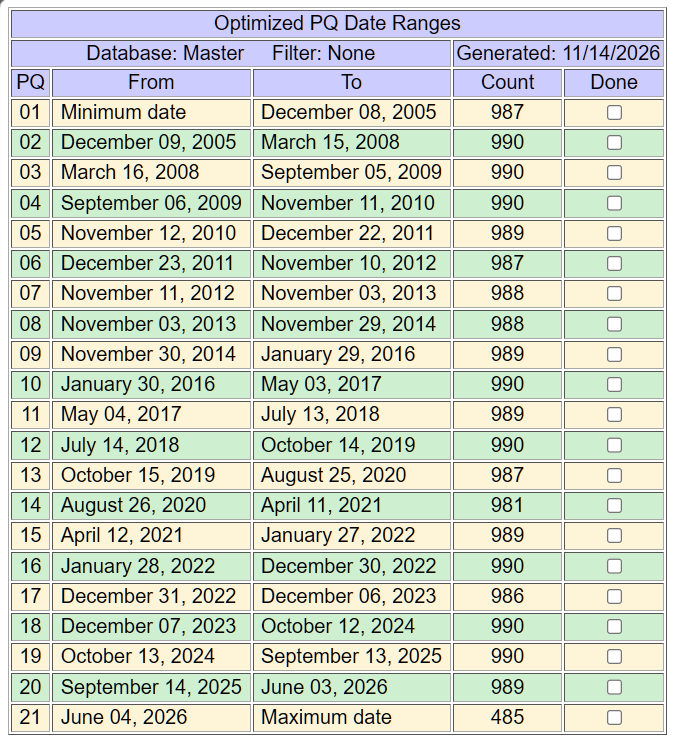 Optimized PQ Date Ranges
Database: Master Filter: None Generated: 11/14/2026
PQ From To Count Done
01 Minimum date December 08, 2005 987
02 December 09, 2005 March 15, 2008 990
03 March 16, 2008 September 05, 2009 990
04 September 06, 2009 November 11, 2010 990
05 November 12, 2010 December 22, 2011 989
06 December 23, 2011 November 10, 2012 987
07 November 11, 2012 November 03, 2013 988
08 November 03, 2013 November 29, 2014 988
09 November 30, 2014 January 29, 2016 989
10 January 30, 2016 May 03, 2017 990
11 May 04, 2017 July 13, 2018 989
12 July 14, 2018 October 14, 2019 990
13 October 15, 2019 August 25, 2020 987
14 August 26, 2020 April 11, 2021 981
15 April 12, 2021 January 27, 2022 989
16 January 28, 2022 December 30, 2022 990
17 December 31, 2022 December 06, 2023 986
18 December 07, 2023 October 12, 2024 990
19 October 13, 2024 September 13, 2025 990
20 September 14, 2025 June 03, 2026 989
21 June 04, 2026 Maximum date 485